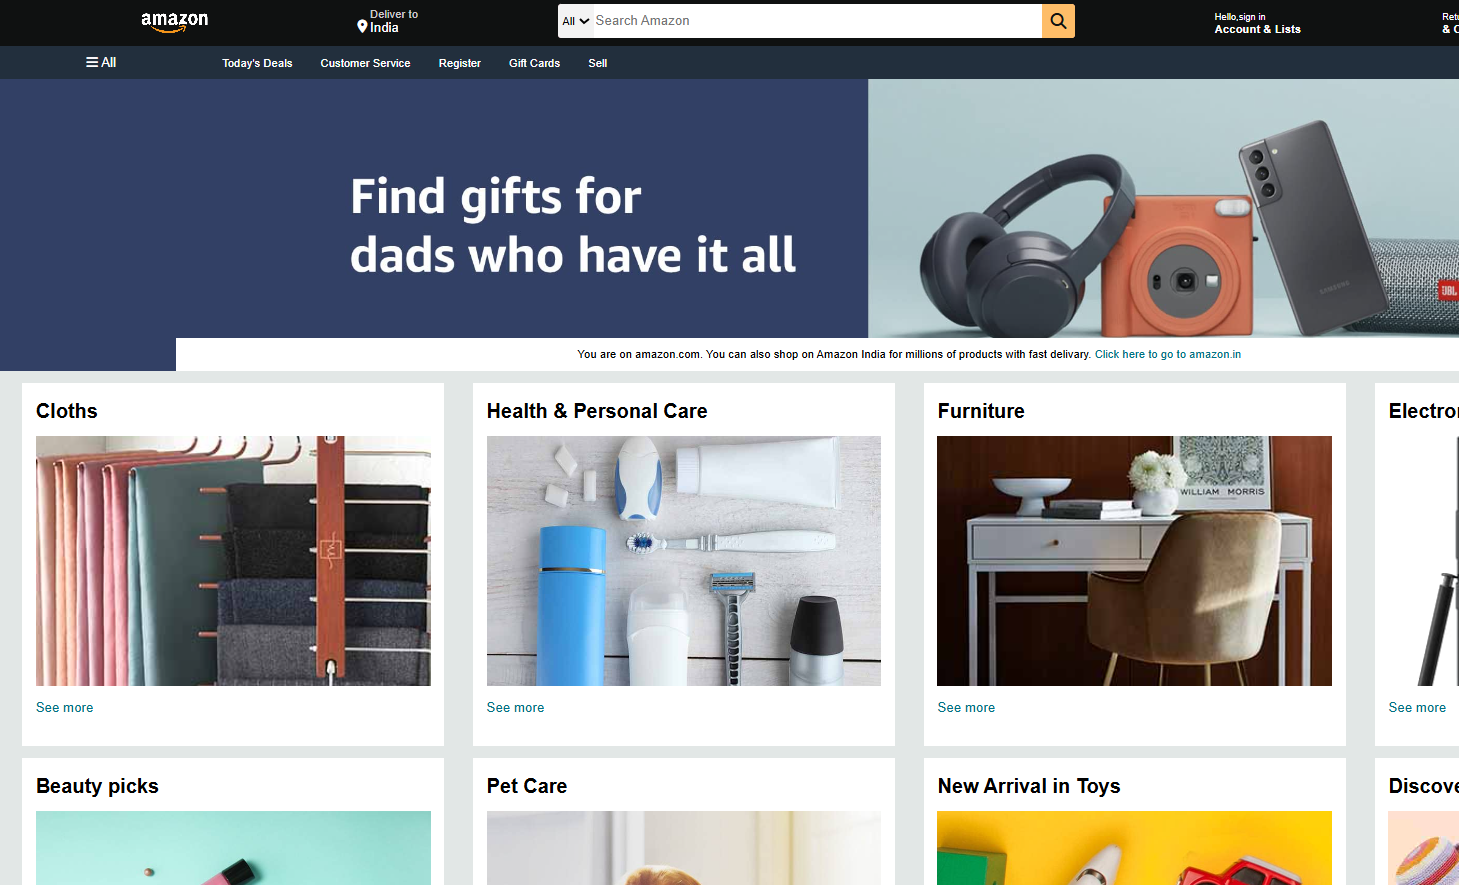 amazon
Deliver to
India
All
Search Amazon
Hello,sign in
Account & Lists
All
Today's Deals
Customer Service
Register
Gift Cards
Sell
Find gifts for
dads who have it all
SAMSUNG
JBL
You are on amazon.com. You can also shop on Amazon India for millions of products with fast delivary. Click here to go to amazon.in
Cloths
Health & Personal Care
Furniture
WILLIAM MORRIS
See more
See more
See more
See more
Beauty picks
Pet Care
New Arrival in Toys